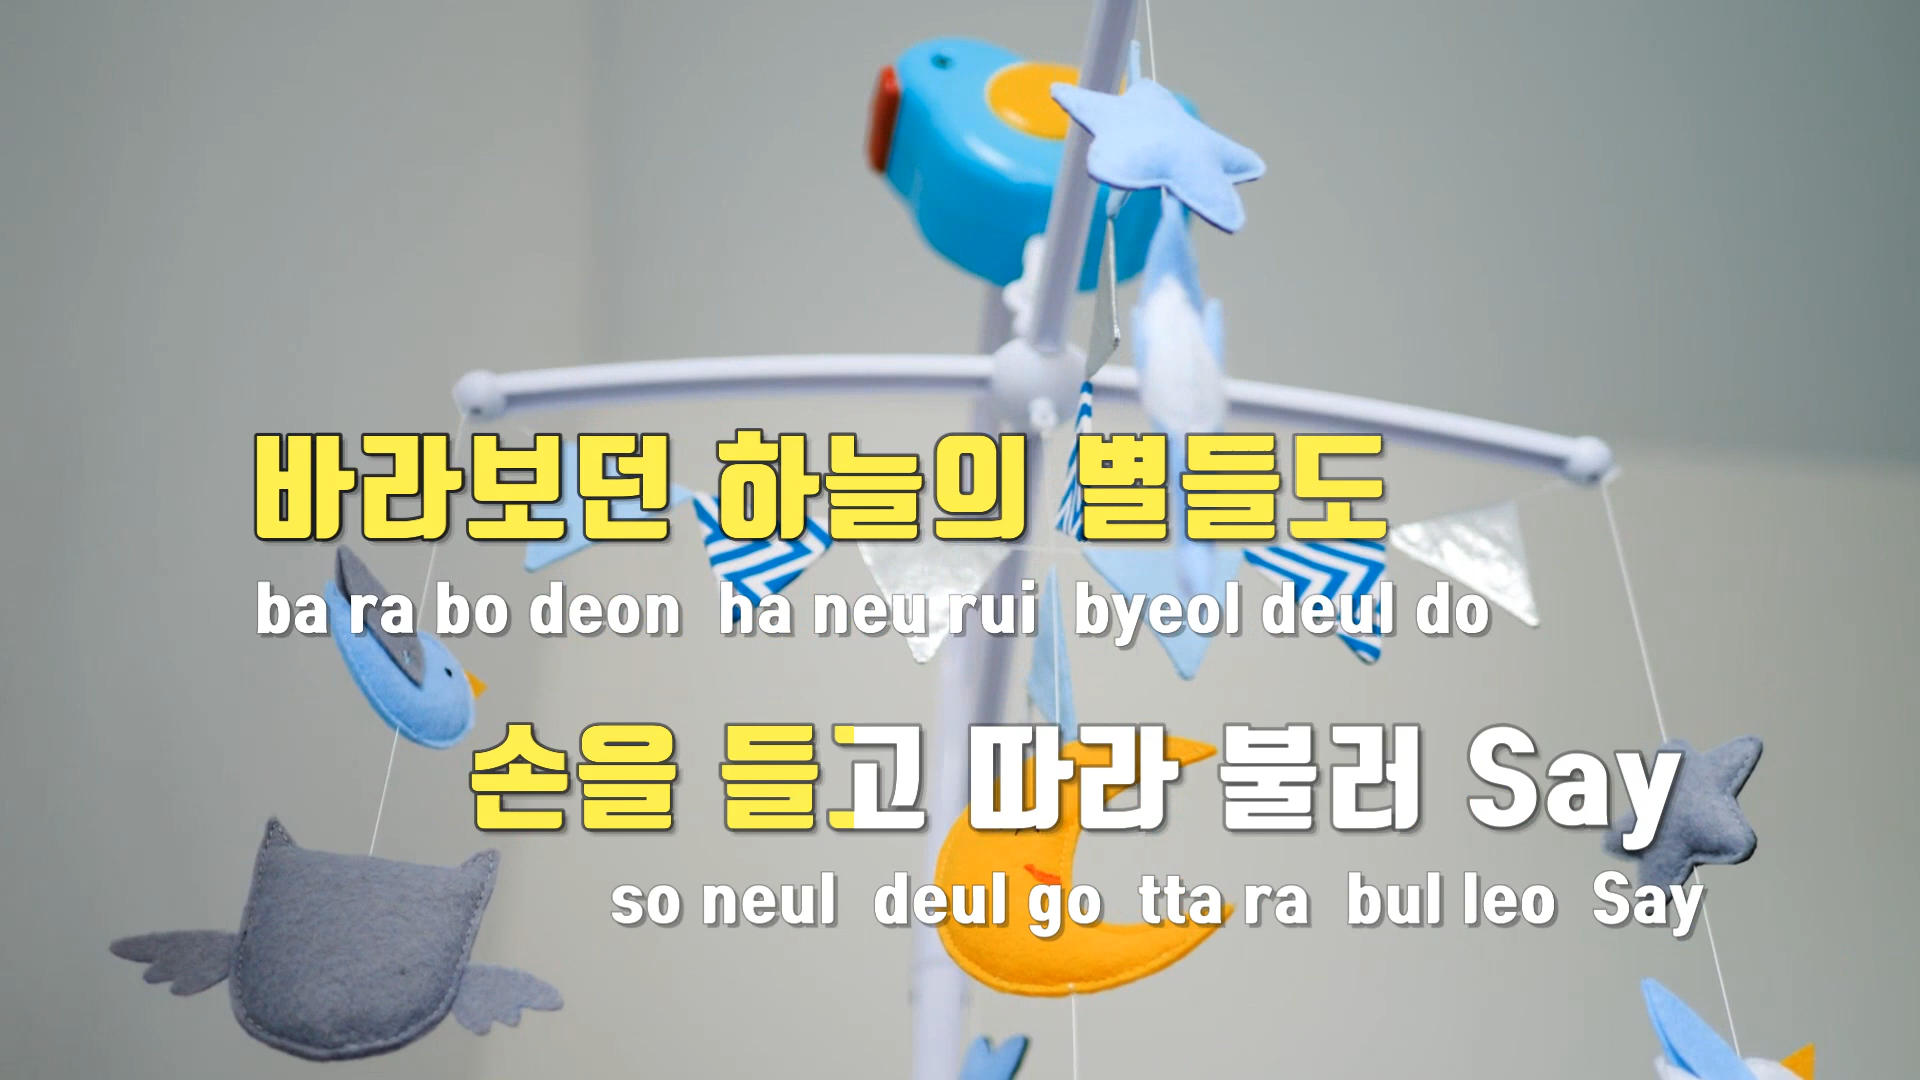 바라보던 하늘의 별들도
ba ra bo deon ha neu rui byeol deul do
손을 들고 따라 불러 Say
so neul deul go tta ra bul leo Say